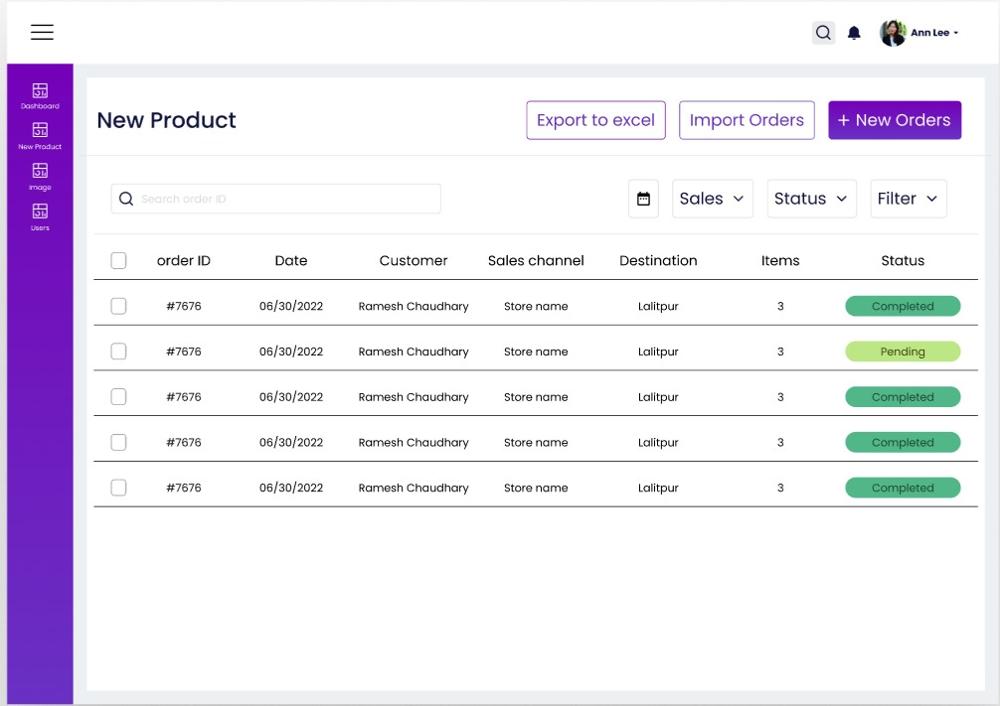 Ann Lee
Dashboard
New Product
Image
Users
New Product
Export to excel
Import Orders
+ New Orders
Search order ID
Sales
Status
Filter
order ID Date Customer Sales channel Destination Items Status
#7676 06/30/2022 Ramesh Chaudhary Store name Lalitpur 3 Completed
#7676 06/30/2022 Ramesh Chaudhary Store name Lalitpur 3 Pending
#7676 06/30/2022 Ramesh Chaudhary Store name Lalitpur 3 Completed
#7676 06/30/2022 Ramesh Chaudhary Store name Lalitpur 3 Completed
#7676 06/30/2022 Ramesh Chaudhary Store name Lalitpur 3 Completed